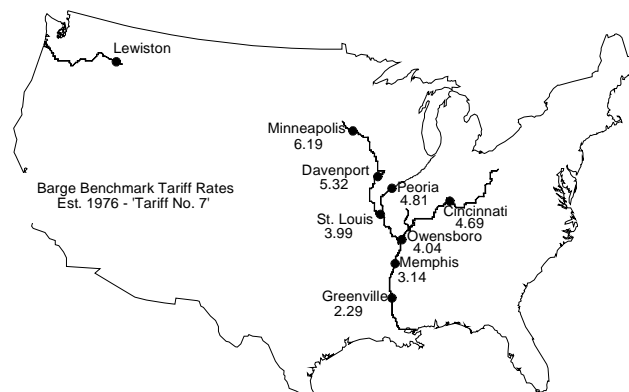 Lewiston
Minneapolis
6.19
Davenport
5.32
Peoria
4.81
Barge Benchmark Tariff Rates
Est. 1976 - 'Tariff No. 7'
Cincinnati
4.69
St. Louis
3.99
Owensboro
4.04
Memphis
3.14
Greenville
2.29